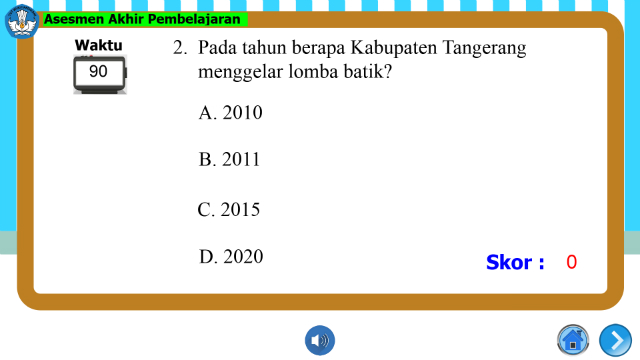 Asesmen Akhir Pembelajaran
Waktu
90
2. Pada tahun berapa Kabupaten Tangerang
menggelar lomba batik?
A. 2010
B. 2011
C. 2015
D. 2020
Skor : 0